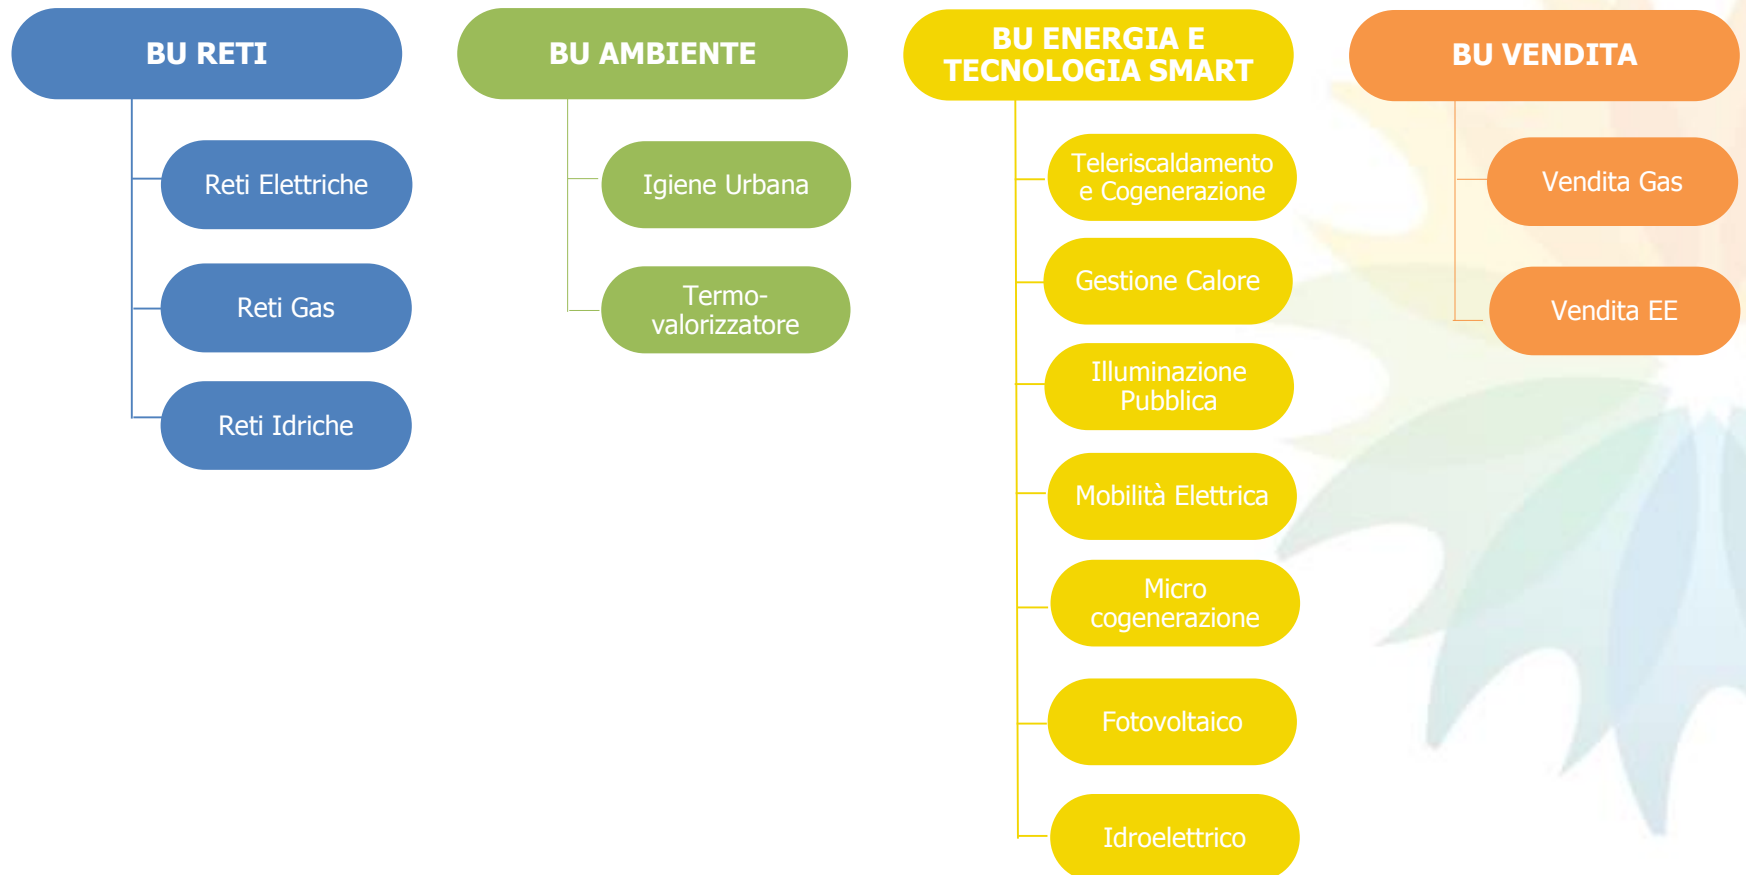 BU RETI
Reti Elettriche
Reti Gas
Reti Idriche
BU AMBIENTE
Igiene Urbana
Termo-
valorizzatore
BU ENERGIA E
TECNOLOGIA SMART
Teleriscaldamento
e Cogenerazione
Gestione Calore
Illuminazione
Pubblica
Mobilità Elettrica
Micro
cogenerazione
Fotovoltaico
Idroelettrico
BU VENDITA
Vendita Gas
Vendita EE